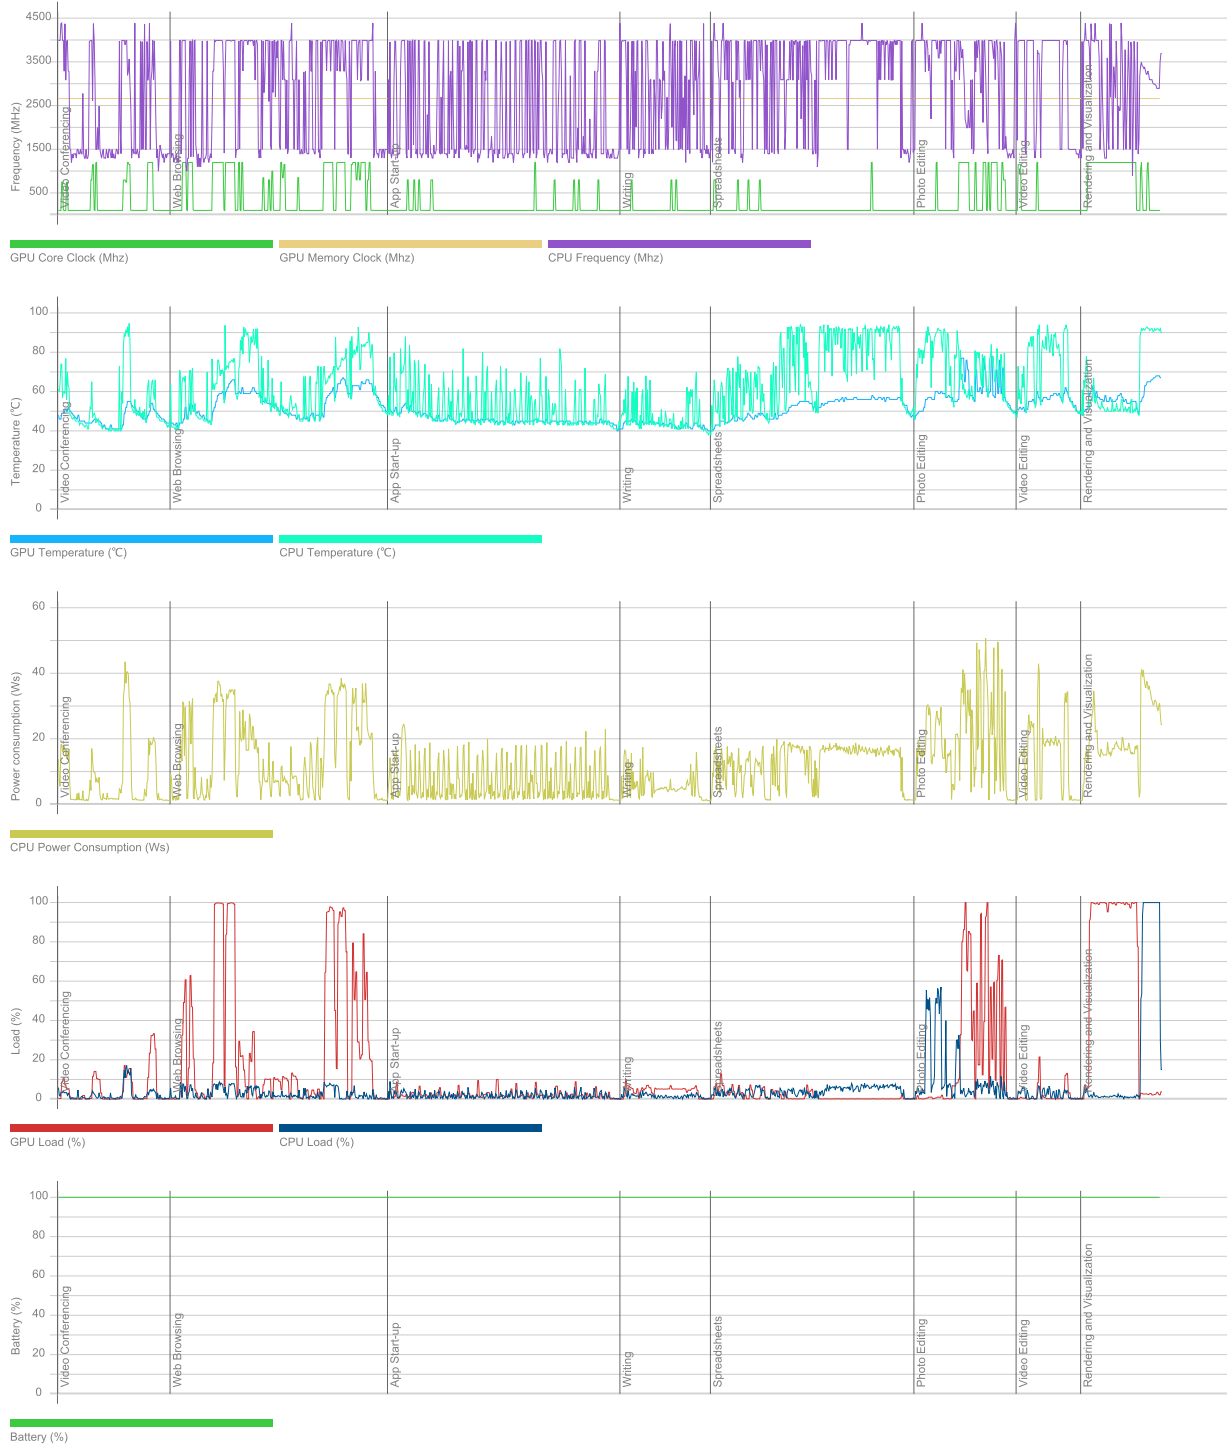 Frequency (MHz)
4500
3500
2500
1500
500
Video Conferencing
Web Browsing
App Start-up
Writing
Spreadsheets
Photo Editing
Video Editing
Rendering and Visualization
GPU Core Clock (Mhz)
GPU Memory Clock (Mhz)
CPU Frequency (Mhz)
Temperature (°C)
100
80
60
40
20
0
Video Conferencing
Web Browsing
App Start-up
Writing
Spreadsheets
Photo Editing
Video Editing
Rendering and Visualization
GPU Temperature (°C)
CPU Temperature (°C)
Power consumption (Ws)
60
40
20
0
Video Conferencing
Web Browsing
App Start-up
Writing
Spreadsheets
Photo Editing
Video Editing
Rendering and Visualization
CPU Power Consumption (Ws)
Load (%)
100
80
60
40
20
0
Video Conferencing
Web Browsing
App Start-up
Writing
Spreadsheets
Photo Editing
Video Editing
Rendering and Visualization
GPU Load (%)
CPU Load (%)
Battery (%)
100
80
60
40
20
0
Video Conferencing
Web Browsing
App Start-up
Writing
Spreadsheets
Photo Editing
Video Editing
Rendering and Visualization
Battery (%)